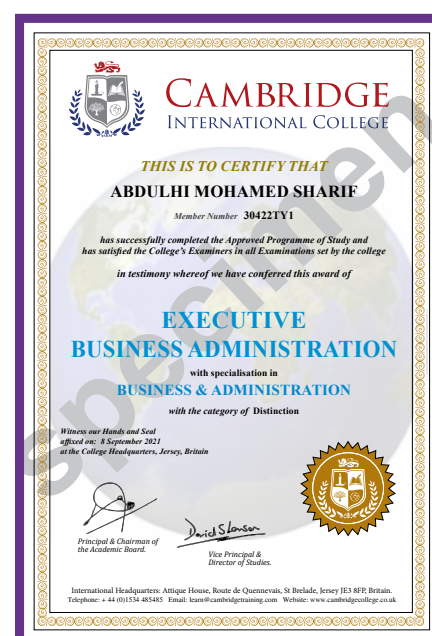 CAMBRIDGE
INTERNATIONAL COLLEGE
THIS IS TO CERTIFY THAT
ABDULHI MOHAMED SHARIF
Member Number 30422TY1
has successfully completed the Approved Programme of Study and
has satisfied the College's Examiners in all Examinations set by the college
in testimony whereof we have conferred this award of
EXECUTIVE
BUSINESS ADMINISTRATION
with specialisation in
BUSINESS & ADMINISTRATION
with the category of Distinction
Witness our Hands and Seal
affixed on: 8 September 2021
at the College Headquarters, Jersey, Britain
David S Lawson
Principal & Chairman of
the Academic Board.
Vice Principal &
Director of Studies.
International Headquarters: Attique House, Route de Quennevais, St Brelade, Jersey JE3 8FP, Britain.
Telephone: + 44 (0)1534 485485 Email: learn@cambridgetraining.com Website: www.cambridgecollege.co.uk
specimen